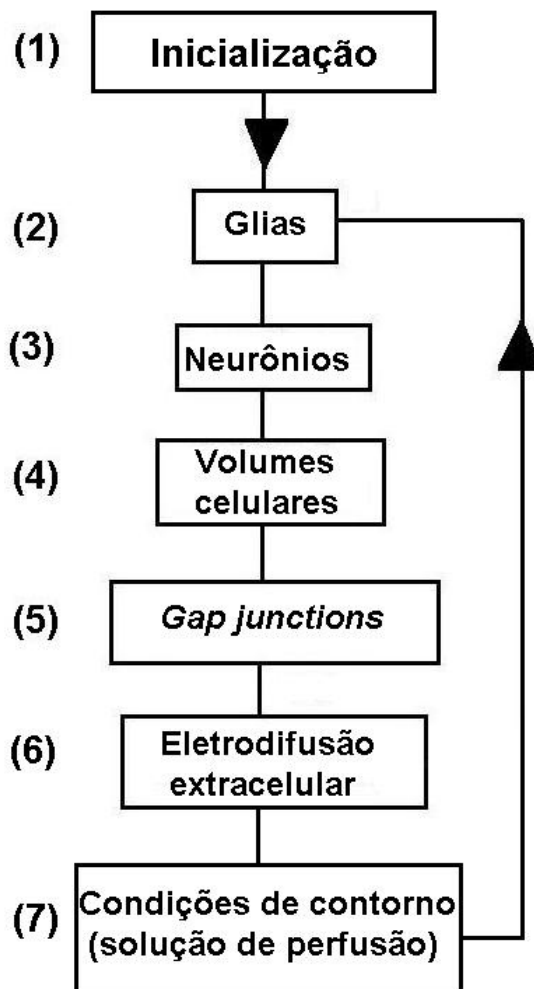 (1) Inicialização
(2) Glias
(3) Neurônios
(4) Volumes
celulares
(5) Gap junctions
(6) Eletrodifusão
extracelular
(7) Condições de contorno
(solução de perfusão)